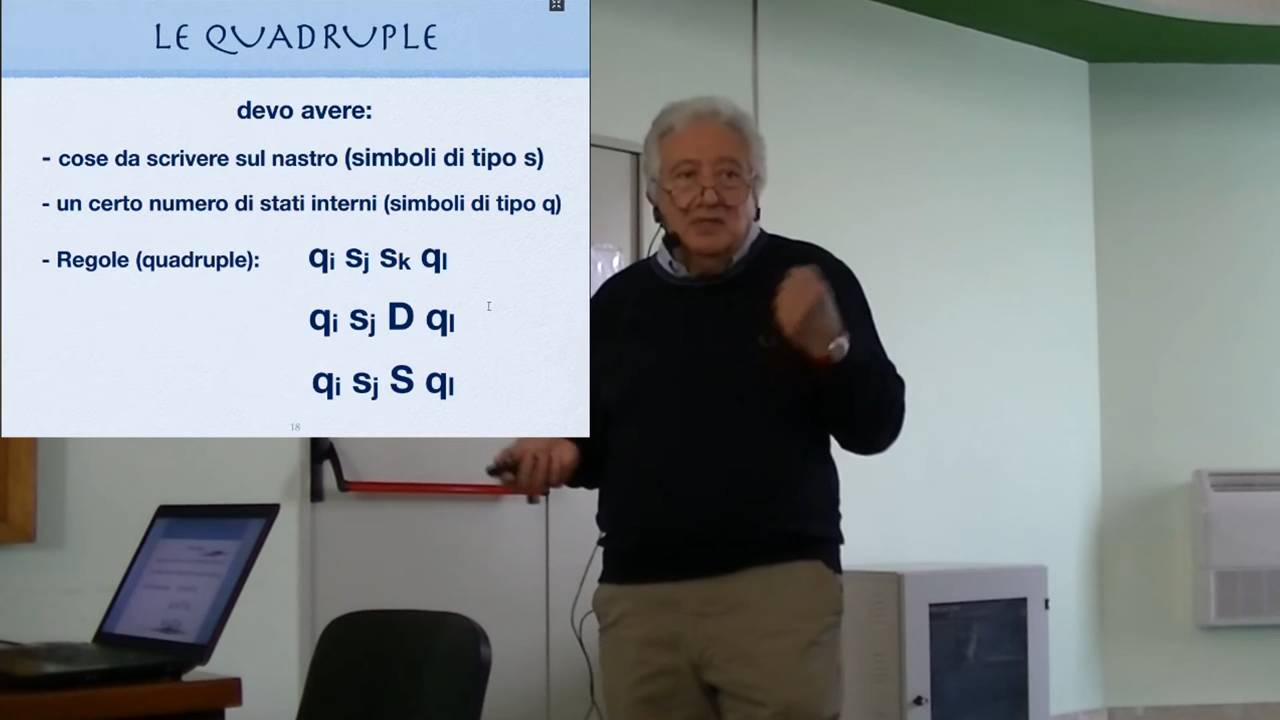 LE QUADRUPLE
devo avere:
- cose da scrivere sul nastro (simboli di tipo s)
- un certo numero di stati interni (simboli di tipo q)
- Regole (quadruple): qi sj sk ql
qi sj D ql
qi sj S ql
18